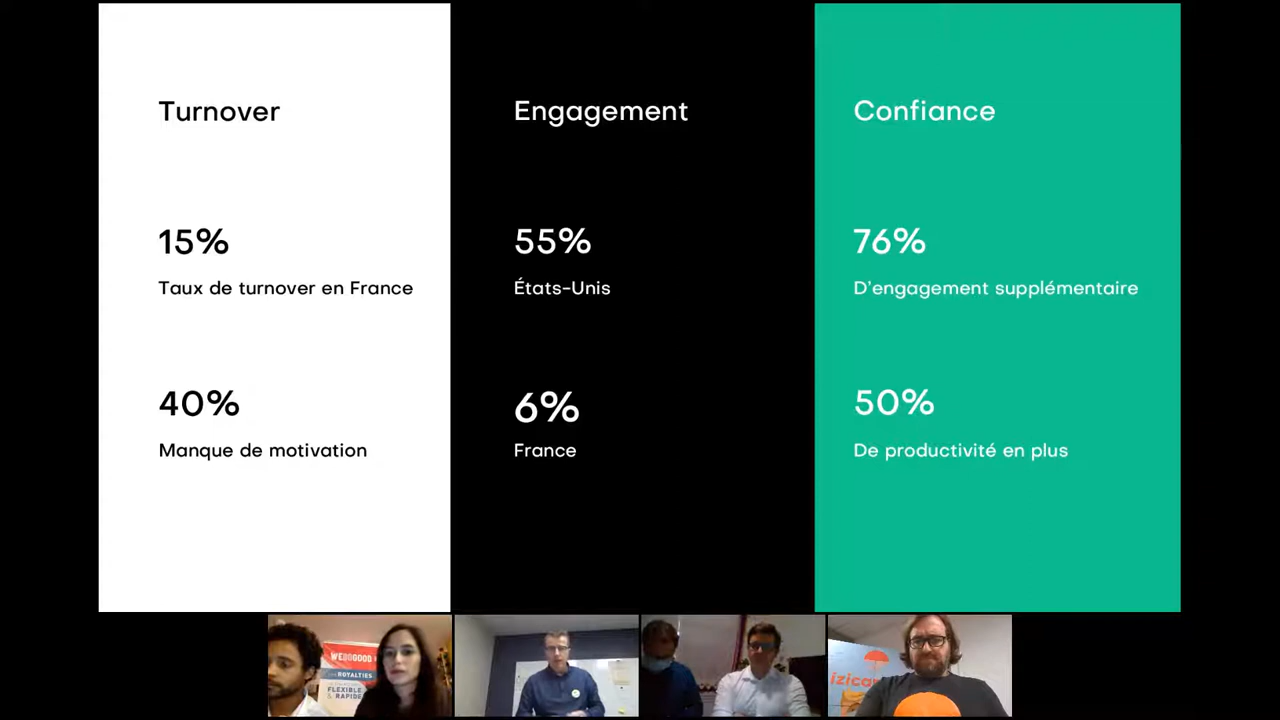 Turnover
15%
Taux de turnover en France
40%
Manque de motivation
Engagement
55%
États-Unis
6%
France
Confiance
76%
D'engagement supplémentaire
50%
De productivité en plus
WEDOGOOD
ROYALTIES
FLEXIBLE
& RAPIDE
izica